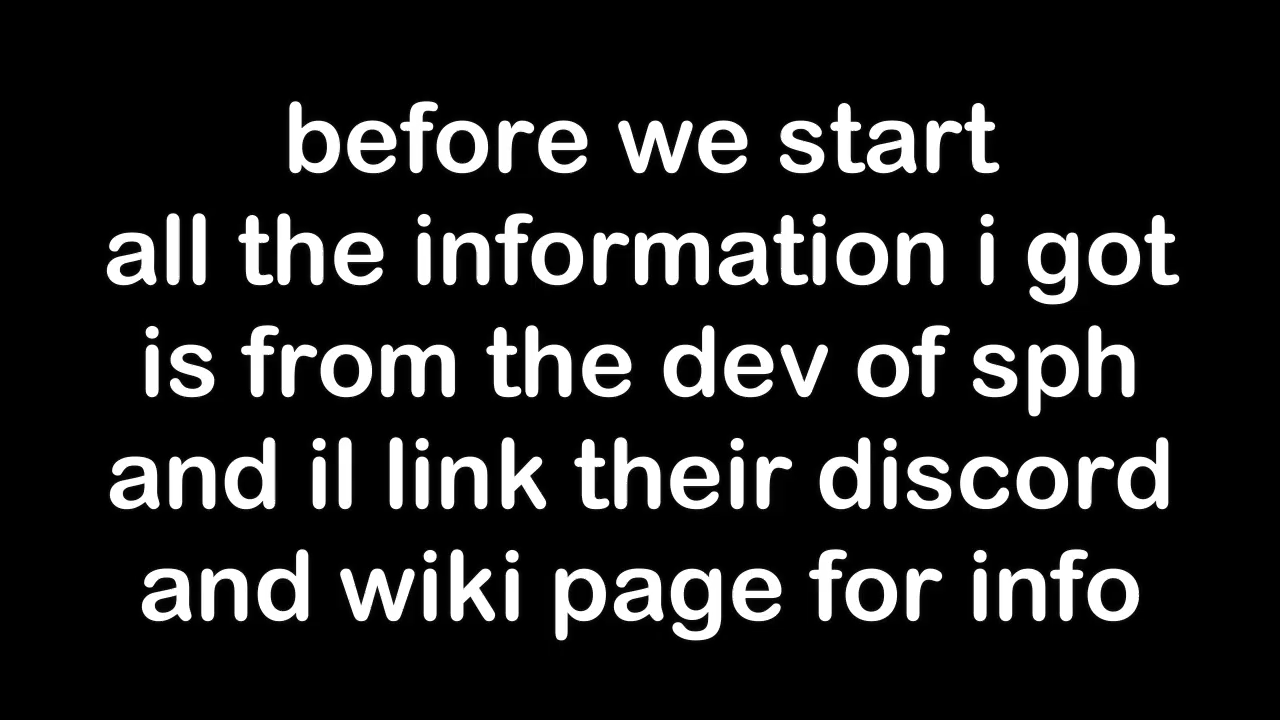 before we start
all the information i got
is from the dev of sph
and il link their discord
and wiki page for info